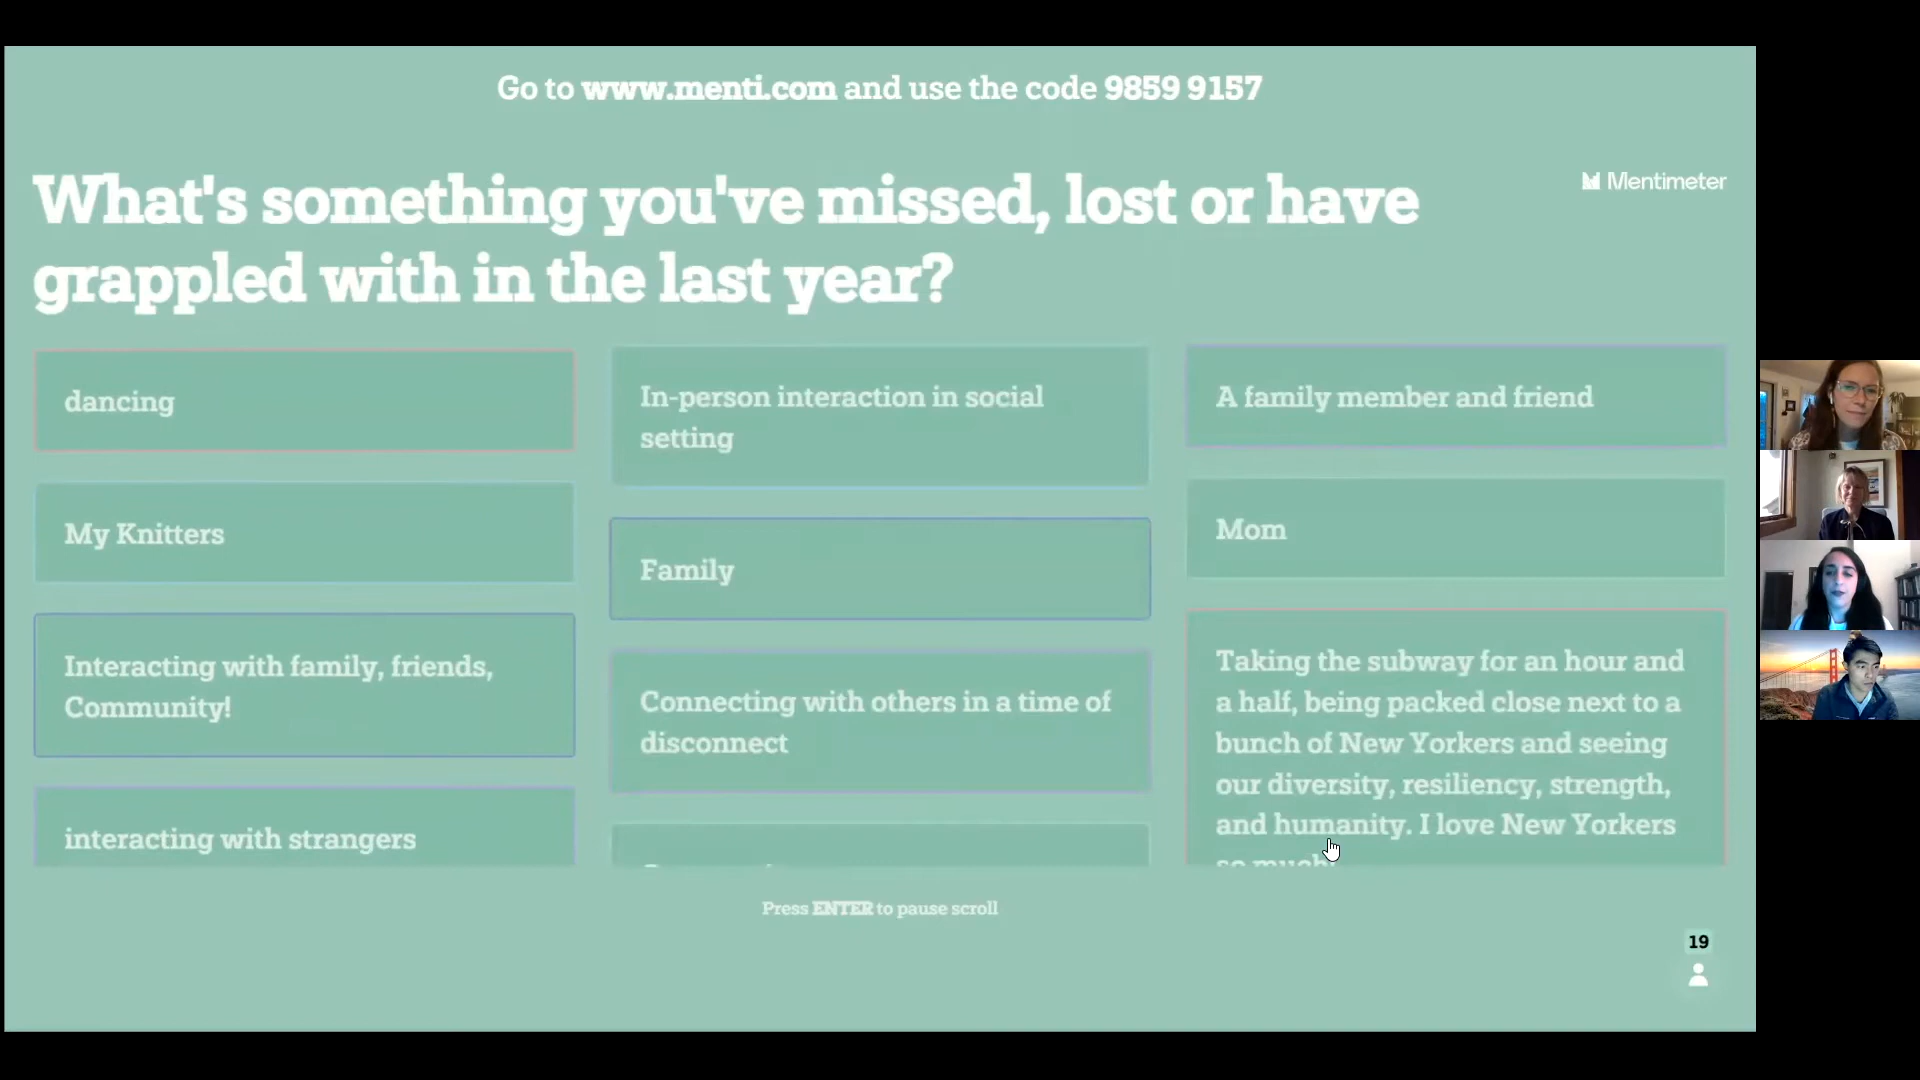 Go to www.menti.com and use the code 9859 9157
Mentimeter
What's something you've missed, lost or have
grappled with in the last year?
dancing
My Knitters
Interacting with family, friends,
Community!
interacting with strangers
In-person interaction in social
setting
Family
Connecting with others in a time of
disconnect
A family member and friend
Mom
Taking the subway for an hour and
a half, being packed close next to a
bunch of New Yorkers and seeing
our diversity, resiliency, strength,
and humanity. I love New Yorkers
so much!
Press ENTER to pause scroll
19